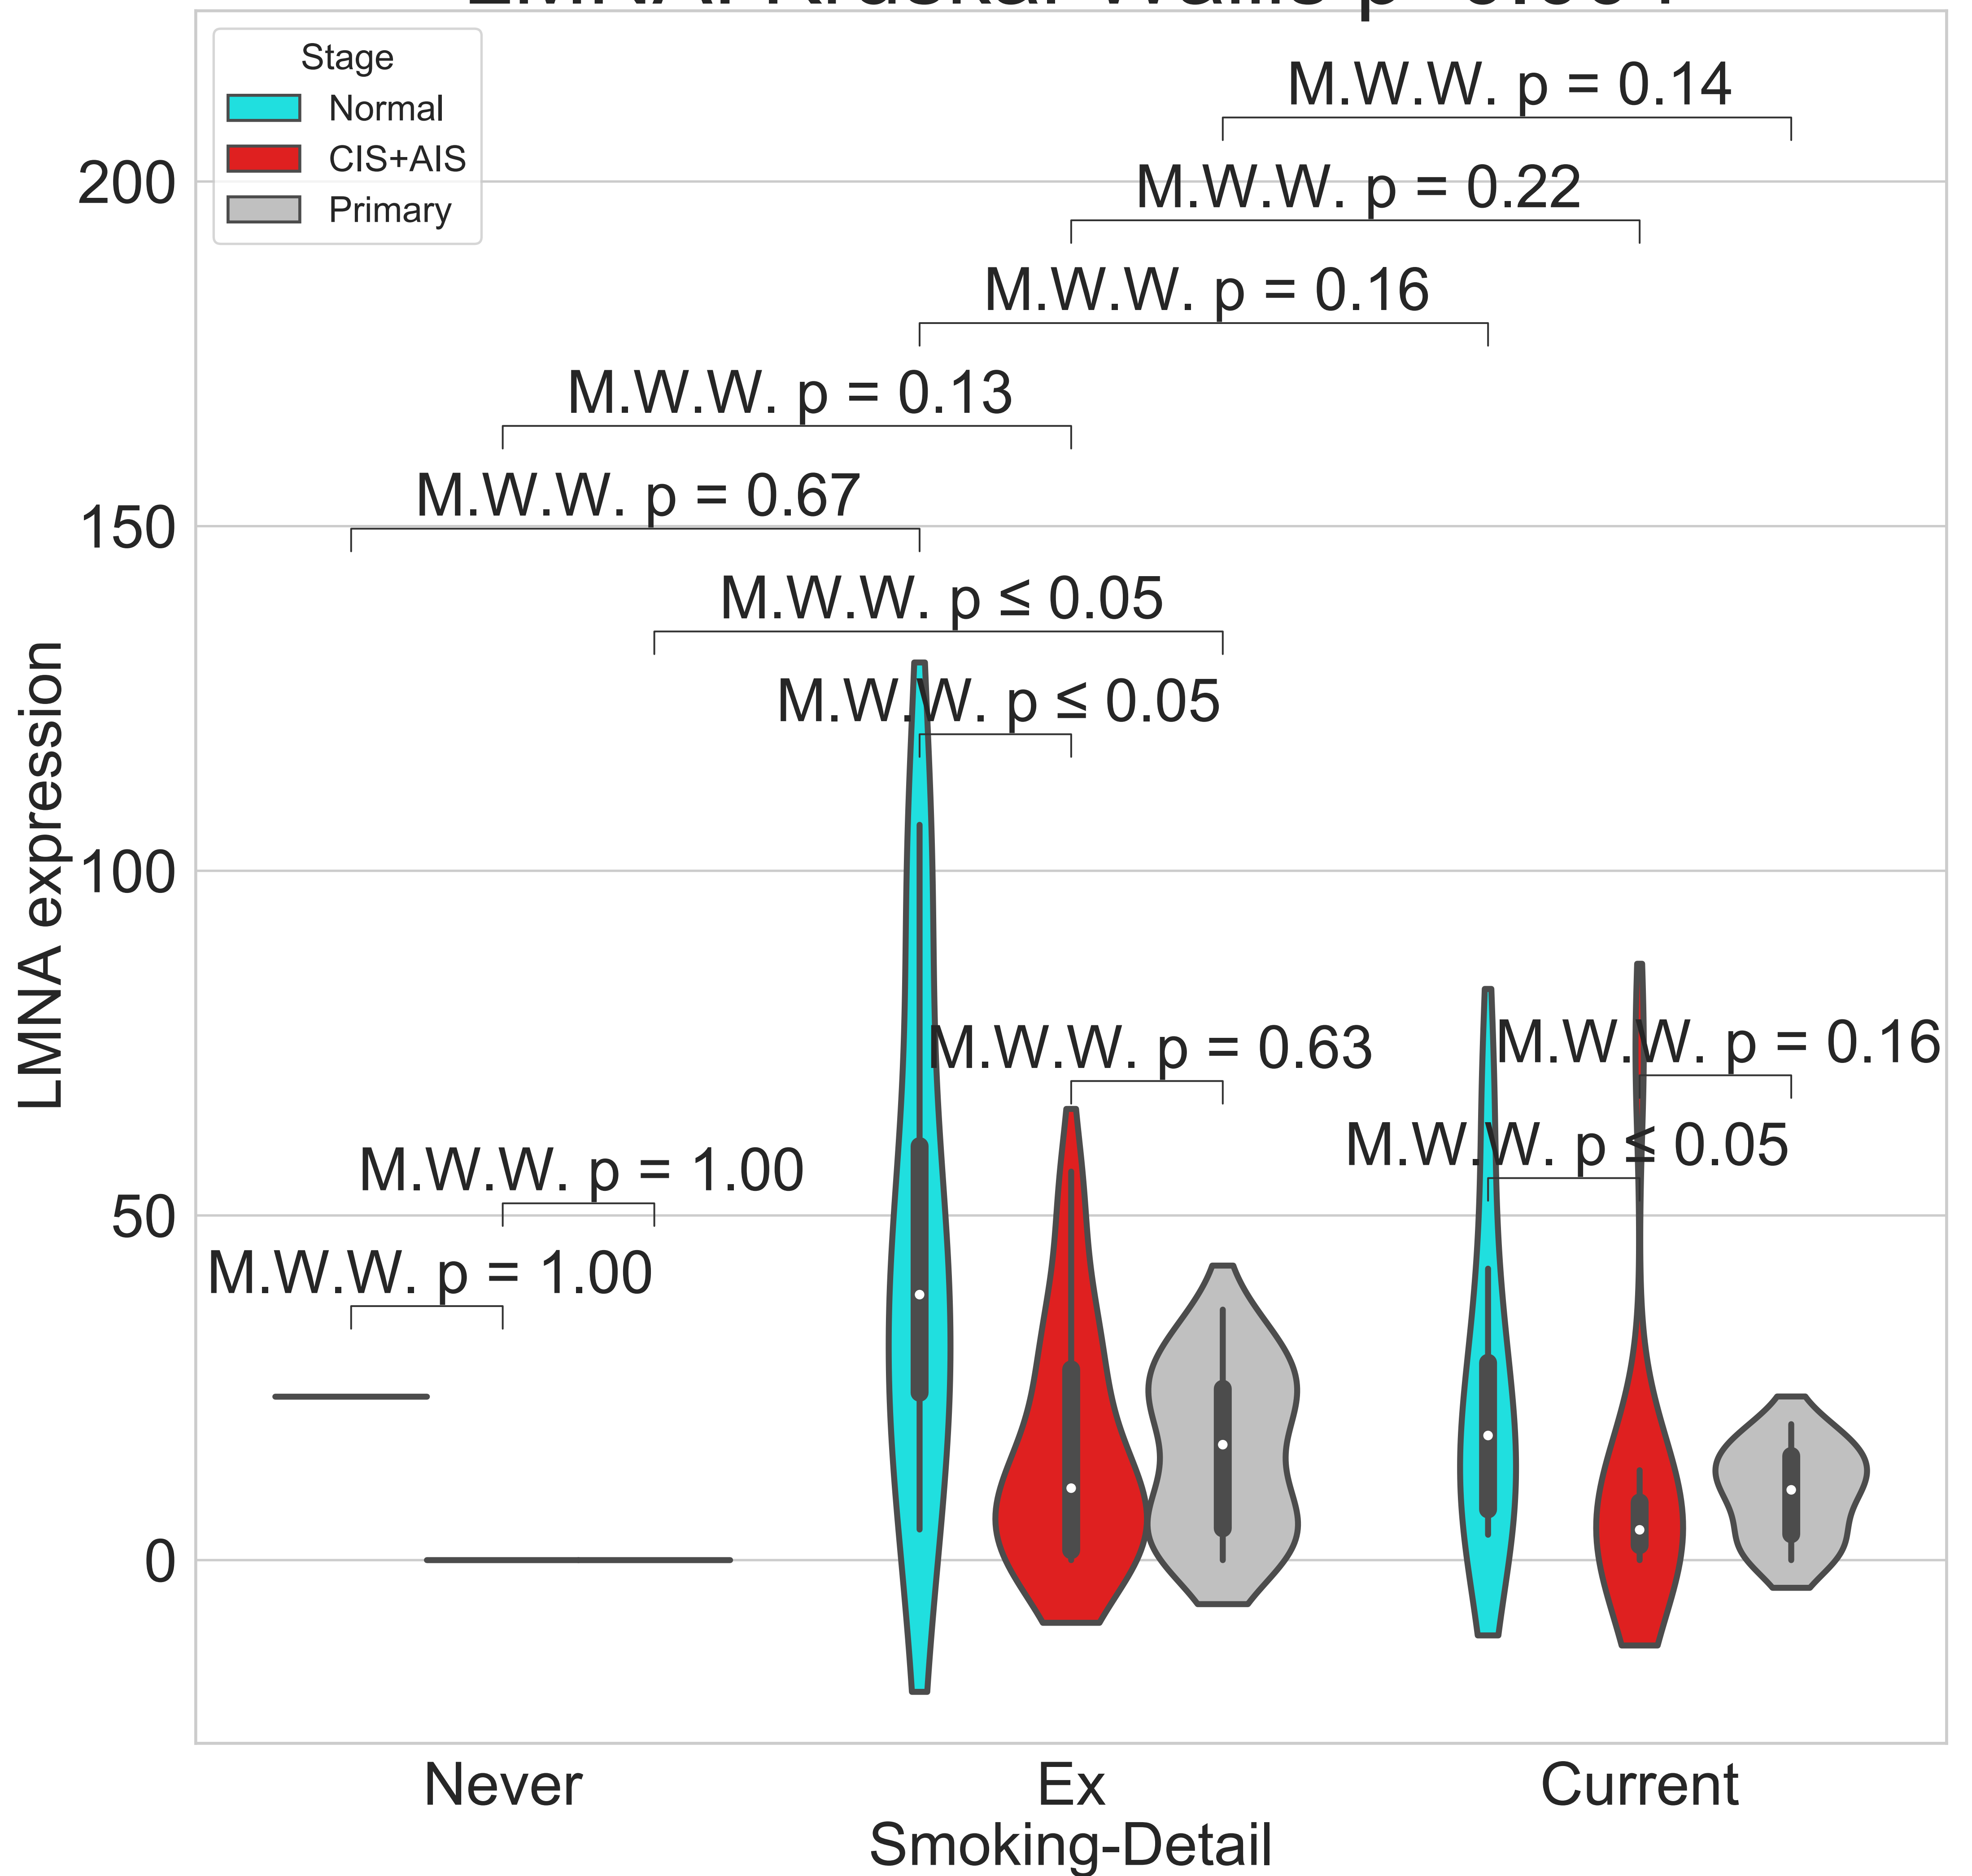 Stage
Normal
CIS+AIS
Primary
M.W.W. p = 0.14
M.W.W. p = 0.22
M.W.W. p = 0.16
M.W.W. p = 0.13
M.W.W. p = 0.67
M.W.W. p ≤ 0.05
M.W.W. p ≤ 0.05
M.W.W. p = 0.63
M.W.W. p = 0.16
M.W.W. p ≤ 0.05
M.W.W. p = 1.00
M.W.W. p = 1.00
LMNA expression
200
150
100
50
0
Never
Ex
Current
Smoking-Detail